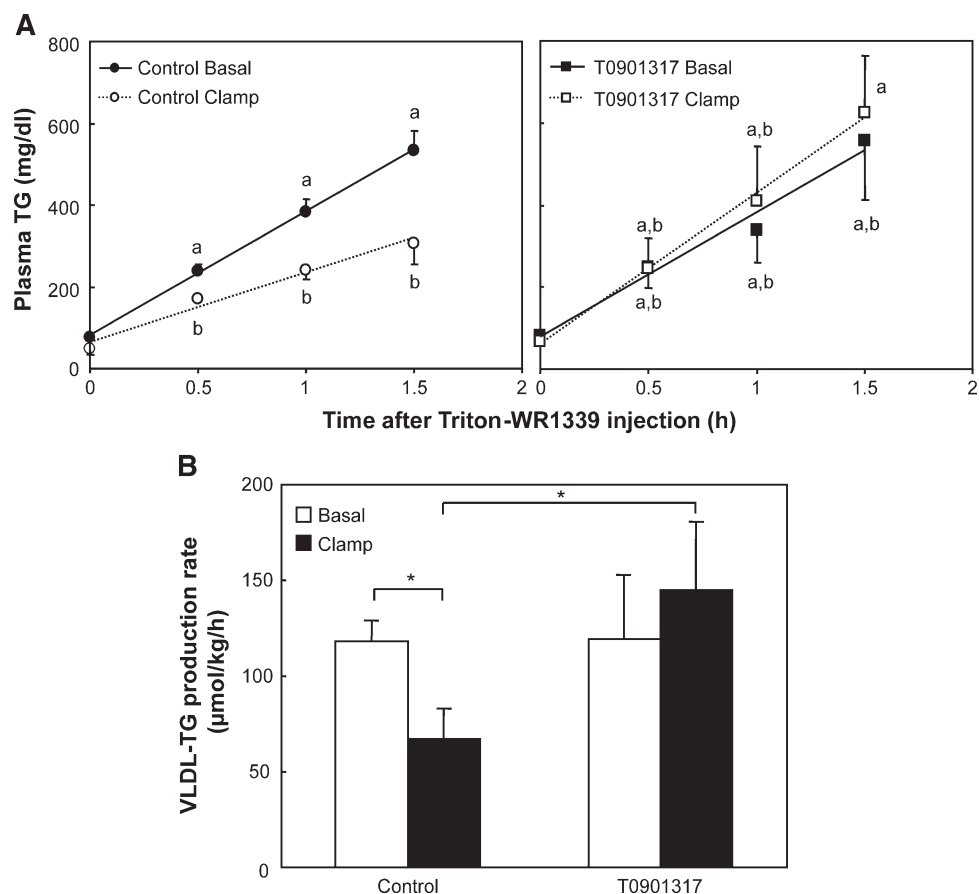 A
800
600
400
200
0
Plasma TG (mg/dl)
Control Basal
Control Clamp
a
a
a
b
b
b
0 0.5 1 1.5 2
T0901317 Basal
T0901317 Clamp
a
a,b
a,b
a,b
a,b
a,b
0 0.5 1 1.5 2
Time after Triton-WR1339 injection (h)
B
200
150
100
50
0
VLDL-TG production rate
(µmol/kg/h)
Basal
Clamp
*
*
Control T0901317